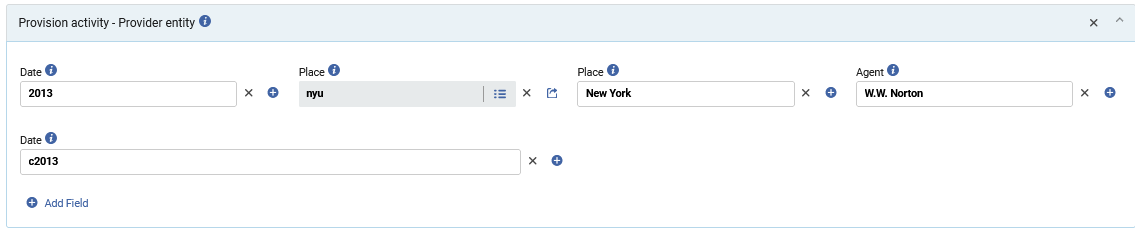 Provision activity - Provider entity
Date Place Place Agent
2013 nyu New York W.W. Norton
Date
c2013
Add Field